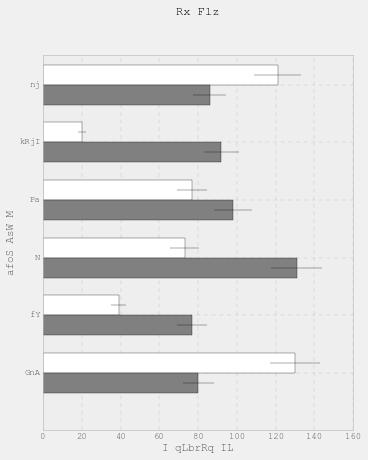 Rx Flz
nj
kRjI
Pa
N
fY
GnA
afoS AsW M
0 20 40 60 80 100 120 140 160
I qLbrRq IL